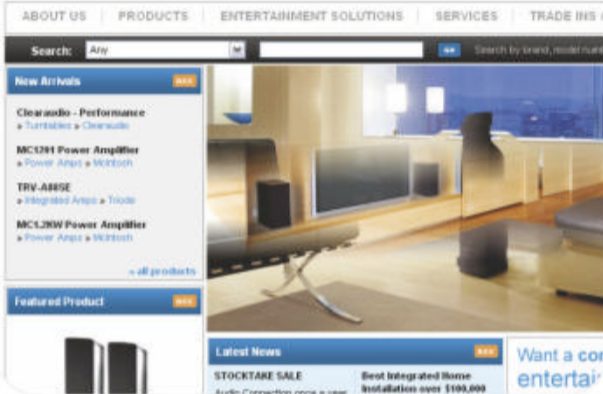 ABOUT US PRODUCTS ENTERTAINMENT SOLUTIONS SERVICES TRADE INS
Search: Any GO Search by brand, model num
New Arrivals
Clearaudio - Performance
» Turntables » Clearaudio
MC1201 Power Amplifier
» Power Amps » McIntosh
TRV-A88SE
» Integrated Amps » Triode
MC1.2KW Power Amplifier
» Power Amps » McIntosh
» all products
Featured Product
Latest News
STOCKTAKE SALE
Audio Connection once a year
Best Integrated Home
Installation over $100,000
Want a
entertai